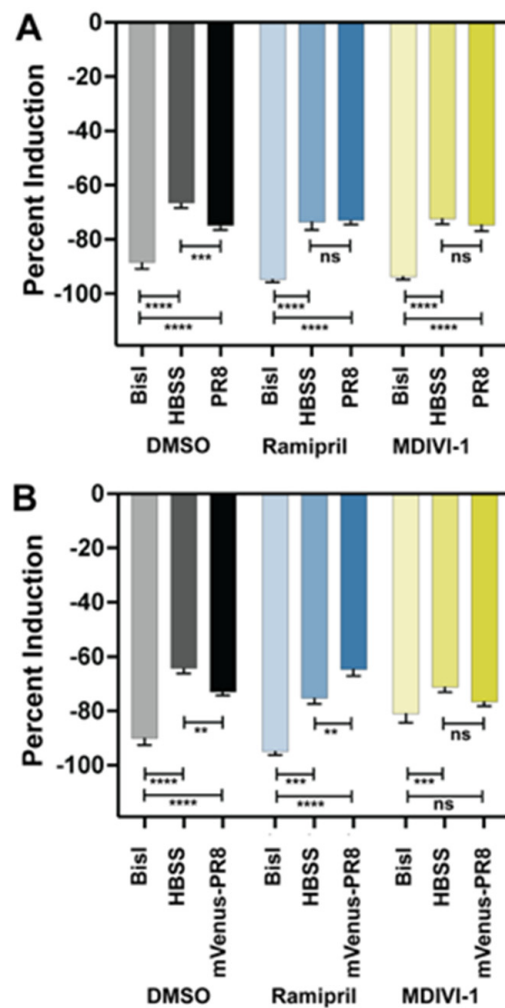 A
Percent Induction
0
-20
-40
-60
-80
-100
*** ns ns
**** **** ****
**** **** ****
BisI HBSS PR8 BisI HBSS PR8 BisI HBSS PR8
DMSO Ramipril MDIVI-1
B
Percent Induction
0
-20
-40
-60
-80
-100
** ** ns
**** *** ***
**** **** ns
BisI HBSS mVenus-PR8 BisI HBSS mVenus-PR8 BisI HBSS mVenus-PR8
DMSO Ramipril MDIVI-1